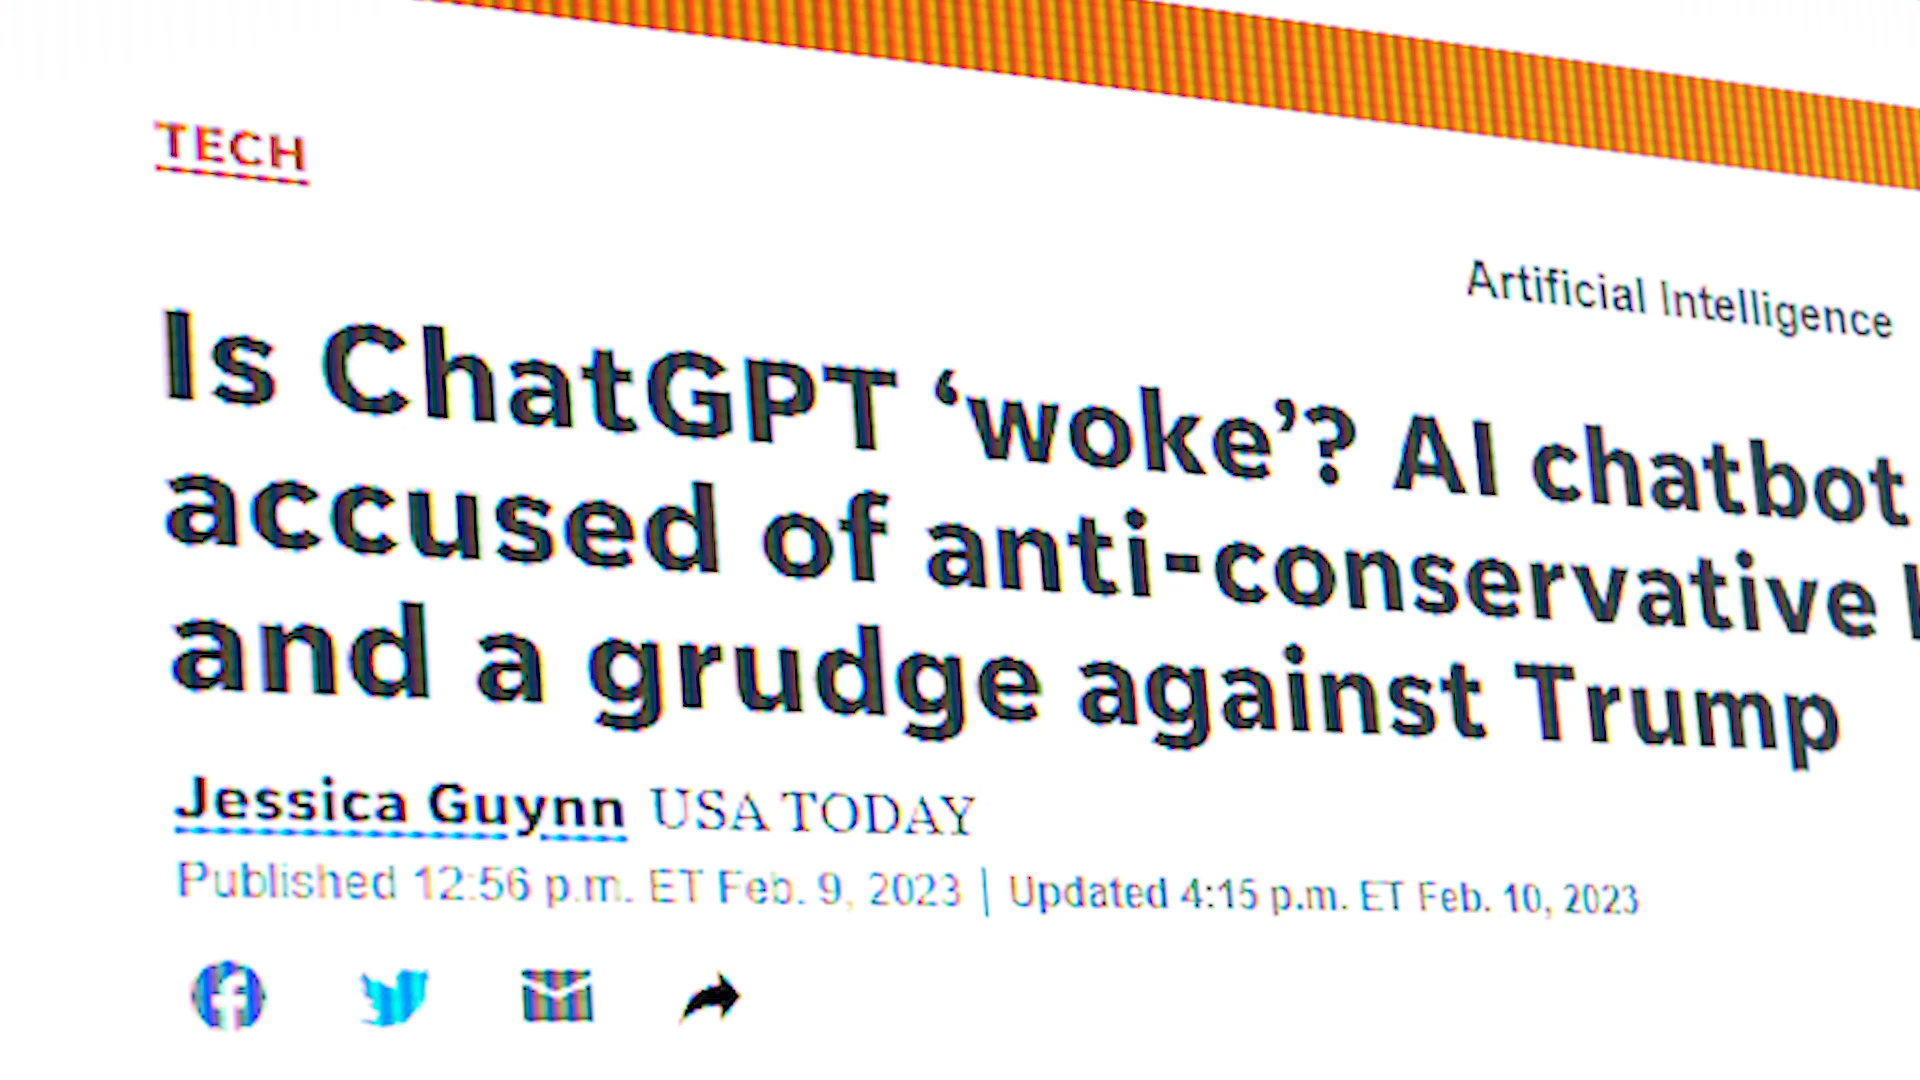 TECH
Artificial Intelligence
Is ChatGPT ‘woke’? AI chatbot
accused of anti-conservative
and a grudge against Trump
Jessica Guynn USA TODAY
Published 12:56 p.m. ET Feb. 9, 2023 | Updated 4:15 p.m. ET Feb. 10, 2023